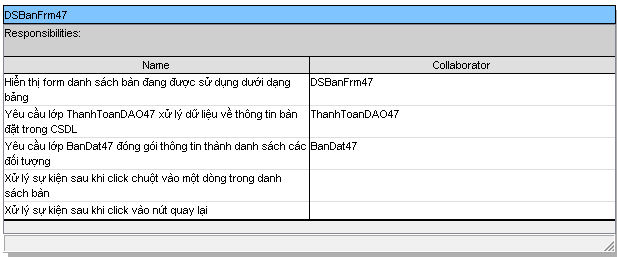 DSBanFrm47
Responsibilities:
Name Collaborator
Hiển thị form danh sách bàn đang được sử dụng dưới dạng DSBanFrm47
bảng
Yêu cầu lớp ThanhToanDAO47 xử lý dữ liệu về thông tin bàn ThanhToanDAO47
đặt trong CSDL
Yêu cầu lớp BanDat47 đóng gói thông tin thành danh sách các BanDat47
đối tượng
Xử lý sự kiện sau khi click chuột vào một dòng trong danh
sách bàn
Xử lý sự kiện sau khi click vào nút quay lại